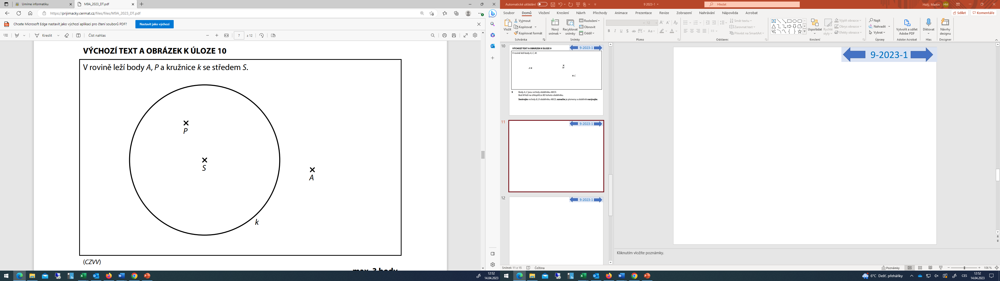 Umíme informatiku
M9A_2023_DT.pdf
https://prijimacky.cermat.cz/files/files/M9A_2023_DT.pdf
Chcete Microsoft Edge nastavit jako výchozí aplikaci pro čtení souborů PDF?
Nastavit jako výchozí
Kreslit
Číst nahlas
7 z 12
VÝCHOZÍ TEXT A OBRÁZEK K ÚLOZE 10
V rovině leží body A, P a kružnice k se středem S.
P
S
A
k
(CZVV)
max. 3 body
12:52
14.04.2023
Automatické ukládání
9 2023-1
Hledat
Holý, Martin
HM
Soubor Domů Vložení Kreslení Návrh Přechody Animace Prezentace Revize Zobrazení Nahrávání Nápověda Acrobat
Sdílet
Komentáře
Vložit
Vyjmout
Kopírovat
Kopírovat formát
Schránka
Nový snímek
Recyklovat snímky
Rozložení
Obnovit
Oddíl
Snímky
12
Písmo
Směr textu
Zarovnat text
Převést na SmartArt
Odstavec
Uspořádat
Rychlé styly
Výplň obrazce
Obrys obrazce
Efekty obrazce
Kreslení
Najít
Nahradit
Vybrat
Úpravy
Vytvořit a sdílet Adobe PDF
Adobe Acrobat
Diktovat
Hlas
Návrhy designu
Designer
10
VÝCHOZÍ TEXT A OBRÁZEK K ÚLOZE 9
9-2023-1
V rovině leží body A, C, M.
A
M
C
9 Body A, C jsou vrcholy obdélníku ABCD.
Bod M leží na úhlopříčce BD tohoto obdélníku.
Sestrojte vrcholy B, D obdélníku ABCD, označte je písmeny a obdélník narýsujte.
11
9-2023-1
12
9-2023-1
9-2023-1
Kliknutím vložíte poznámky.
Snímek 11 z 15
Čeština
Poznámky
106 %
6°C Dešť. přeháňky
CES
12:52
14.04.2023